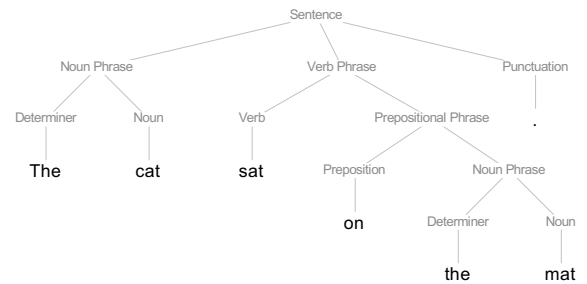 Sentence
Noun Phrase Verb Phrase Punctuation
Determiner Noun Verb Prepositional Phrase .
The cat sat Preposition Noun Phrase
on Determiner Noun
the mat